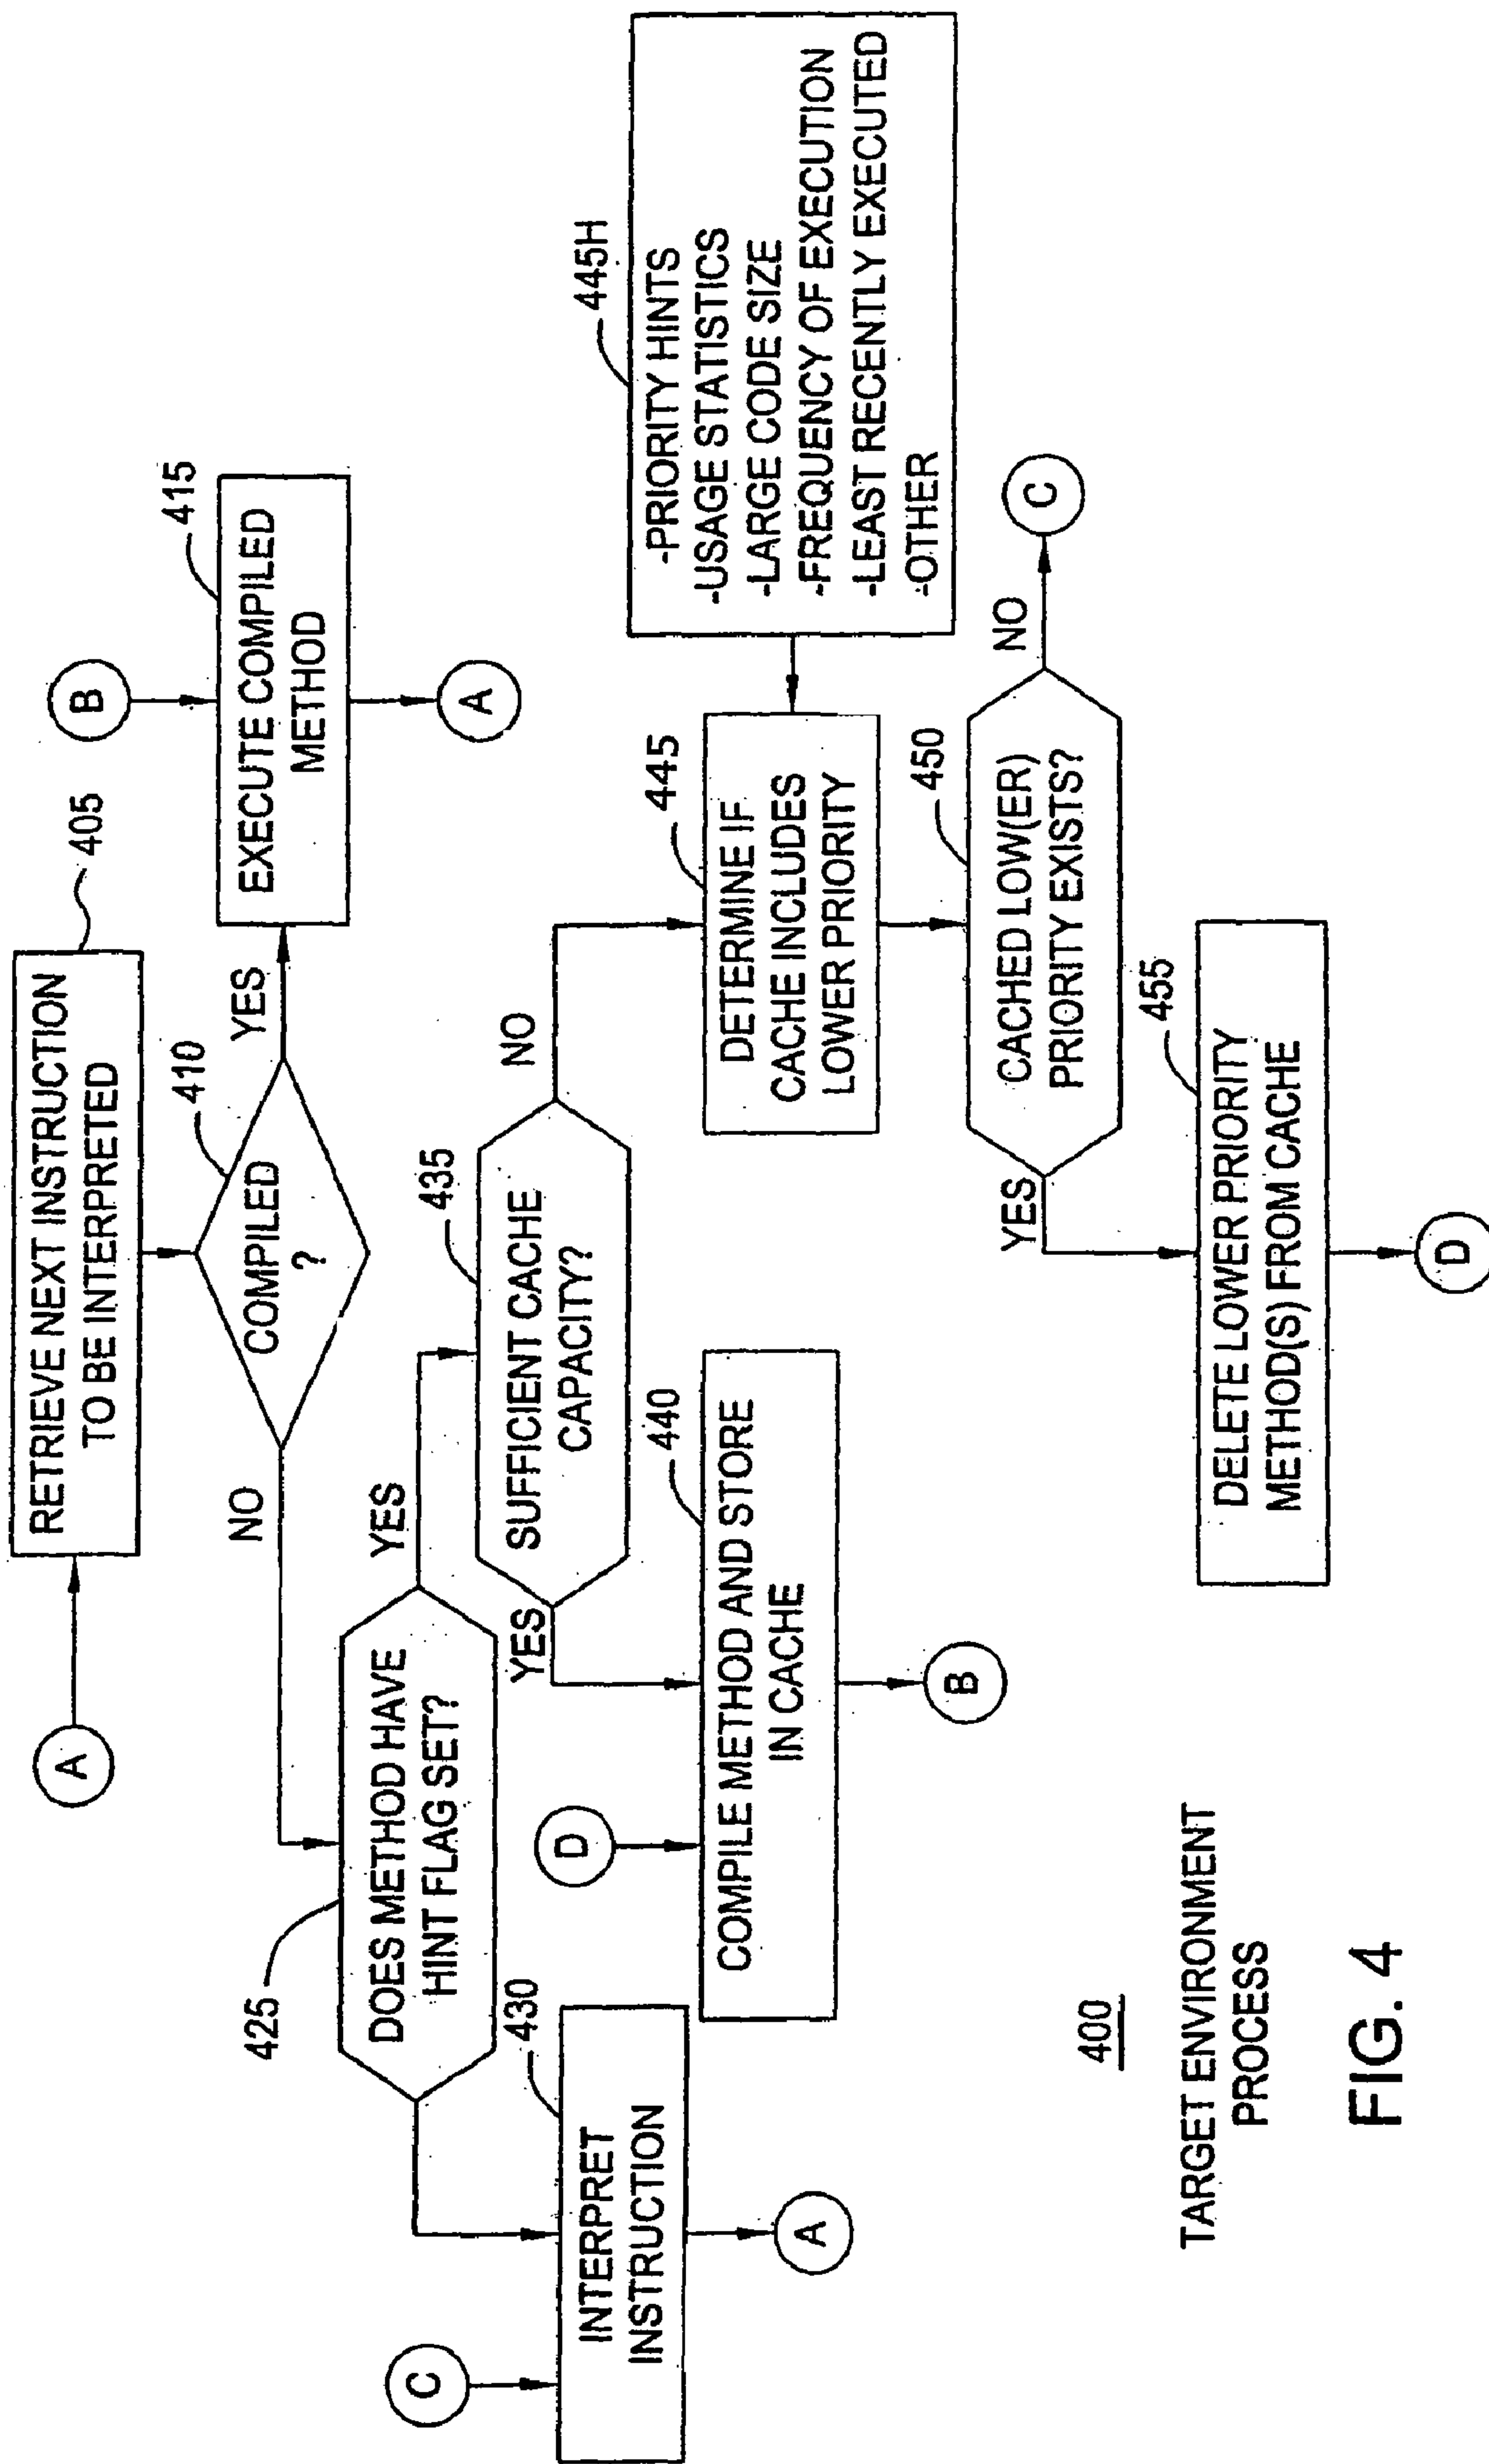 A
RETRIEVE NEXT INSTRUCTION
TO BE INTERPRETED
405
410
COMPILED
?
YES
NO
B
415
EXECUTE COMPILED
METHOD
A
425
DOES METHOD HAVE
HINT FLAG SET?
YES
435
SUFFICIENT CACHE
CAPACITY?
YES
NO
C
430
INTERPRET
INSTRUCTION
A
D
440
COMPILE METHOD AND STORE
IN CACHE
B
445
DETERMINE IF
CACHE INCLUDES
LOWER PRIORITY
445H
-PRIORITY HINTS
-USAGE STATISTICS
-LARGE CODE SIZE
-FREQUENCY OF EXECUTION
-LEAST RECENTLY EXECUTED
-OTHER
450
CACHED LOW(ER)
PRIORITY EXISTS?
NO
C
YES
455
DELETE LOWER PRIORITY
METHOD(S) FROM CACHE
D
400
TARGET ENVIRONMENT
PROCESS
FIG. 4